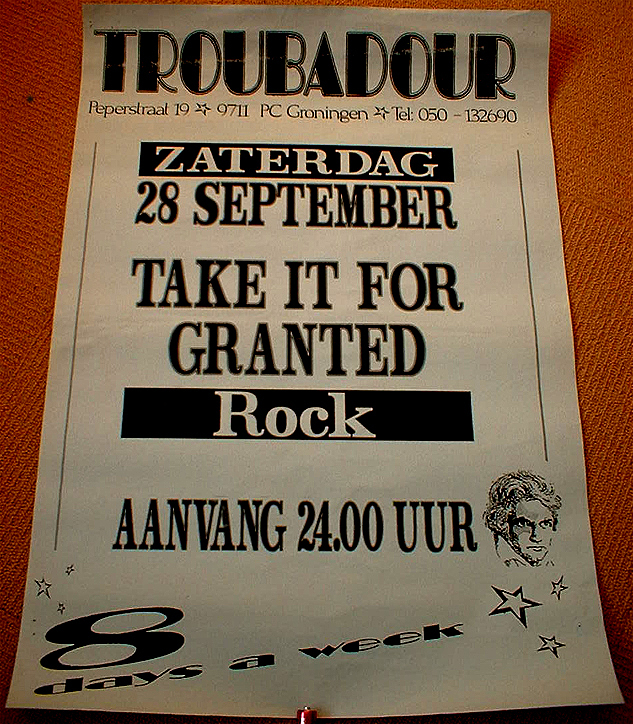 TROUBADOUR
Peperstraat 19 ☆ 9711 PC Groningen ☆ Tel: 050 - 132690
ZATERDAG
28 SEPTEMBER
TAKE IT FOR
GRANTED
Rock
AANVANG 24.00 UUR
8
days a week